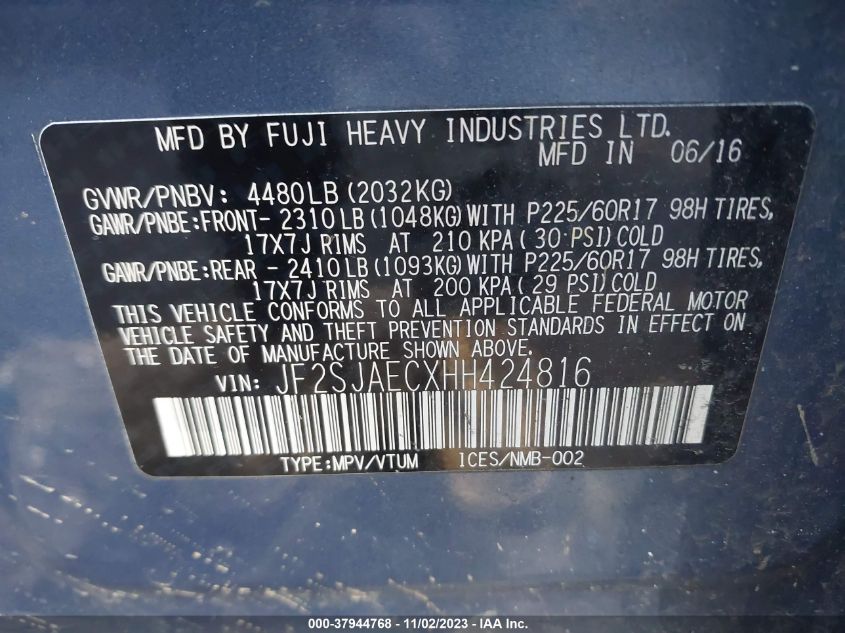 MFD BY FUJI HEAVY INDUSTRIES LTD.
MFD IN 06/16
GVWR/PNBV: 4480LB (2032KG)
GAWR/PNBE:FRONT- 2310LB (1048KG) WITH P225/60R17 98H TIRES,
17X7J RIMS AT 210 KPA ( 30 PSI) COLD
GAWR/PNBE:REAR - 2410LB (1093KG) WITH P225/60R17 98H TIRES,
17X7J RIMS AT 200 KPA ( 29 PSI) COLD
THIS VEHICLE CONFORMS TO ALL APPLICABLE FEDERAL MOTOR
VEHICLE SAFETY AND THEFT PREVENTION STANDARDS IN EFFECT ON
THE DATE OF MANUFACTURE SHOWN ABOVE.
VIN: JF2SJAECXHH424816
TYPE:MPV/VTUM ICES/NMB-002
000-37944768 - 11/02/2023 - IAAI.com